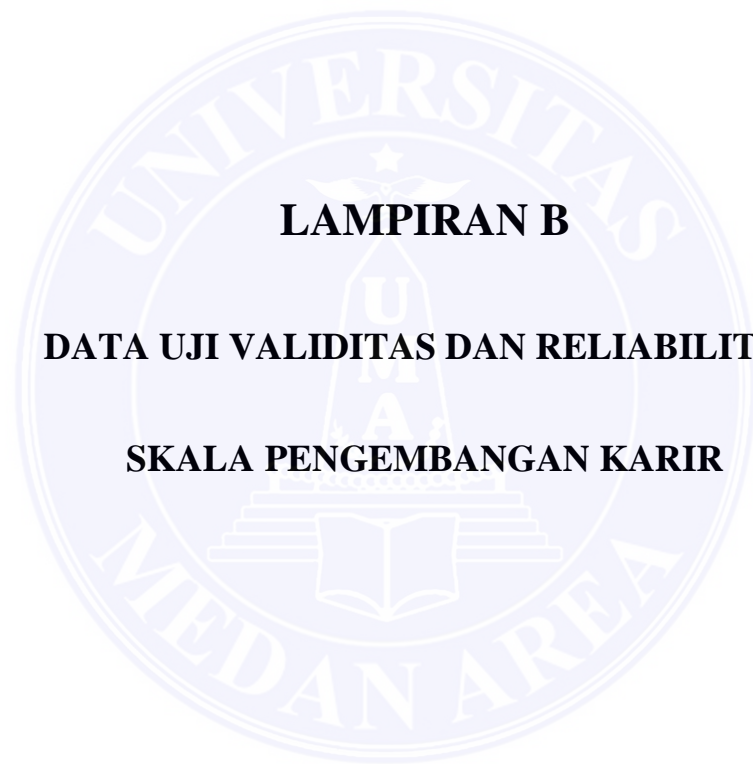 UNIVERSITAS
LAMPIRAN B
U
M
A
DATA UJI VALIDITAS DAN RELIABILIT
SKALA PENGEMBANGAN KARIR
MEDAN AREA